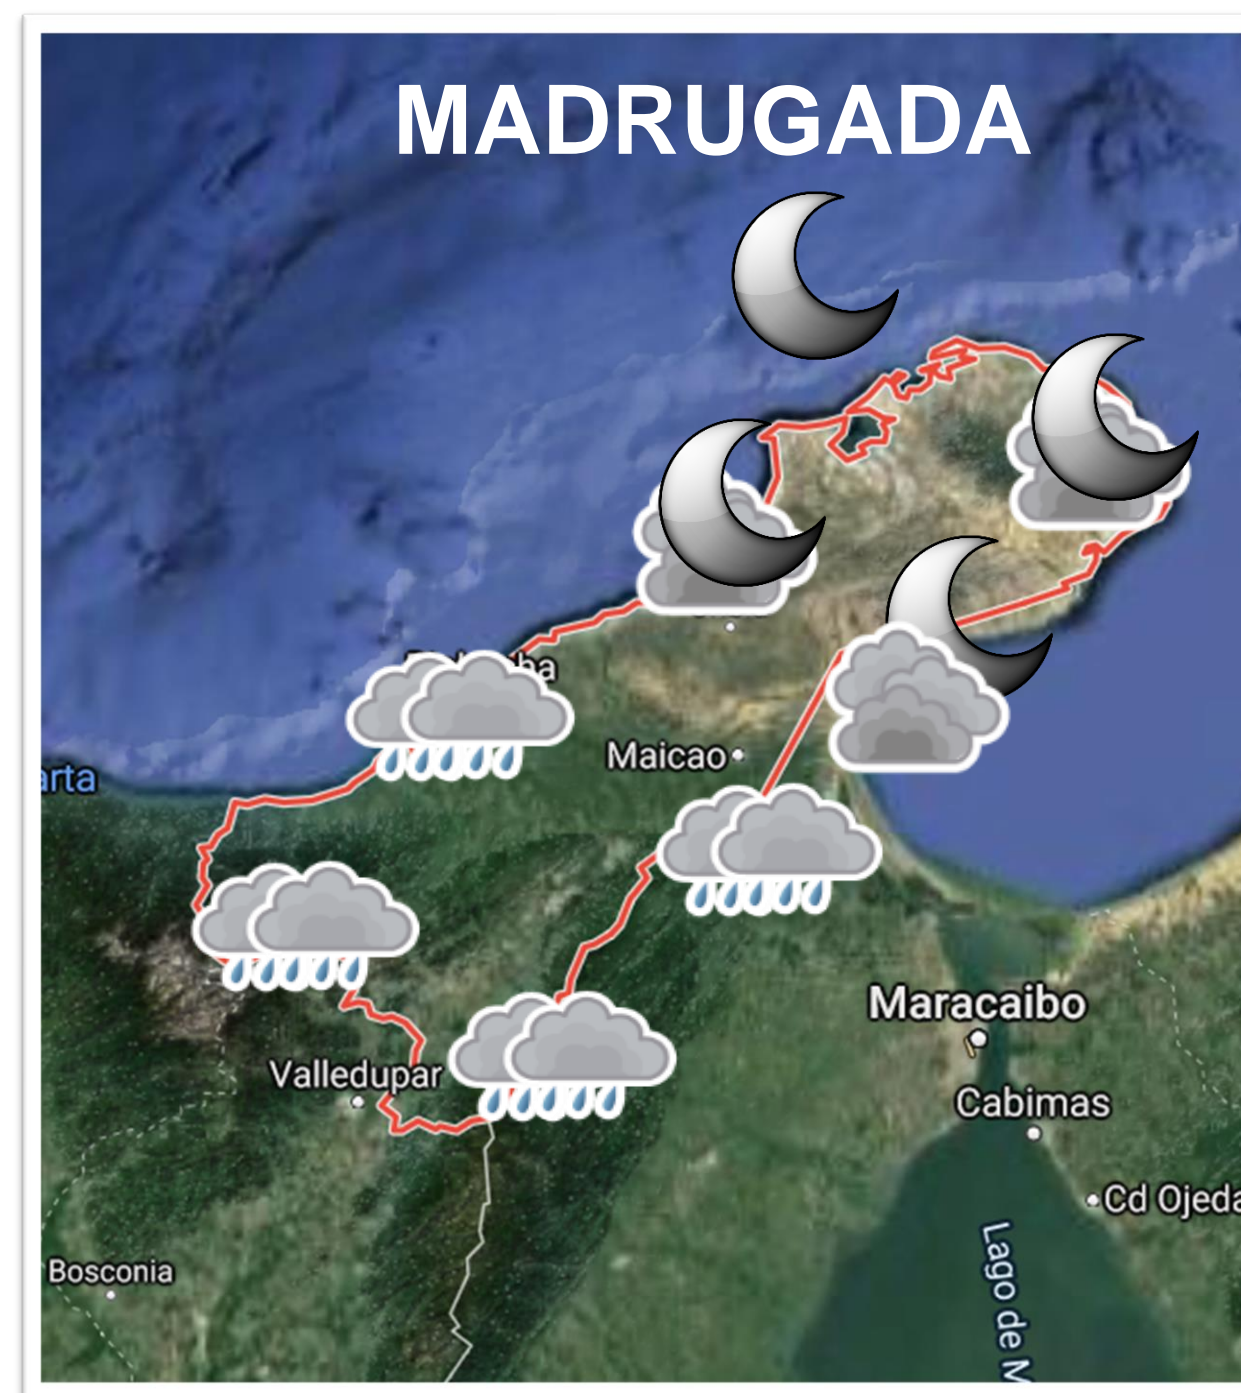 MADRUGADA
Maicao
arta
Maracaibo
Valledupar
Cabimas
Cd Ojeda
Lago de M
Bosconia